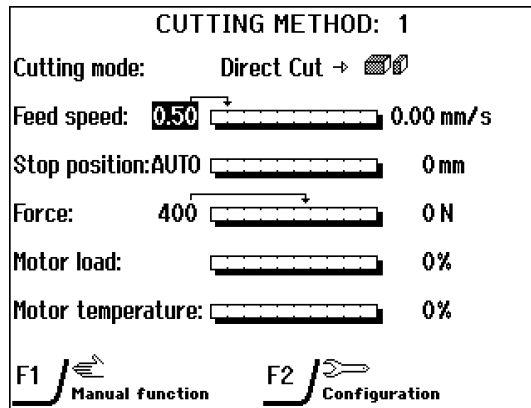 CUTTING METHOD: 1
Cutting mode: Direct Cut
Feed speed: 0.50 0.00 mm/s
Stop position: AUTO 0 mm
Force: 400 0 N
Motor load: 0%
Motor temperature: 0%
F1 Manual function F2 Configuration